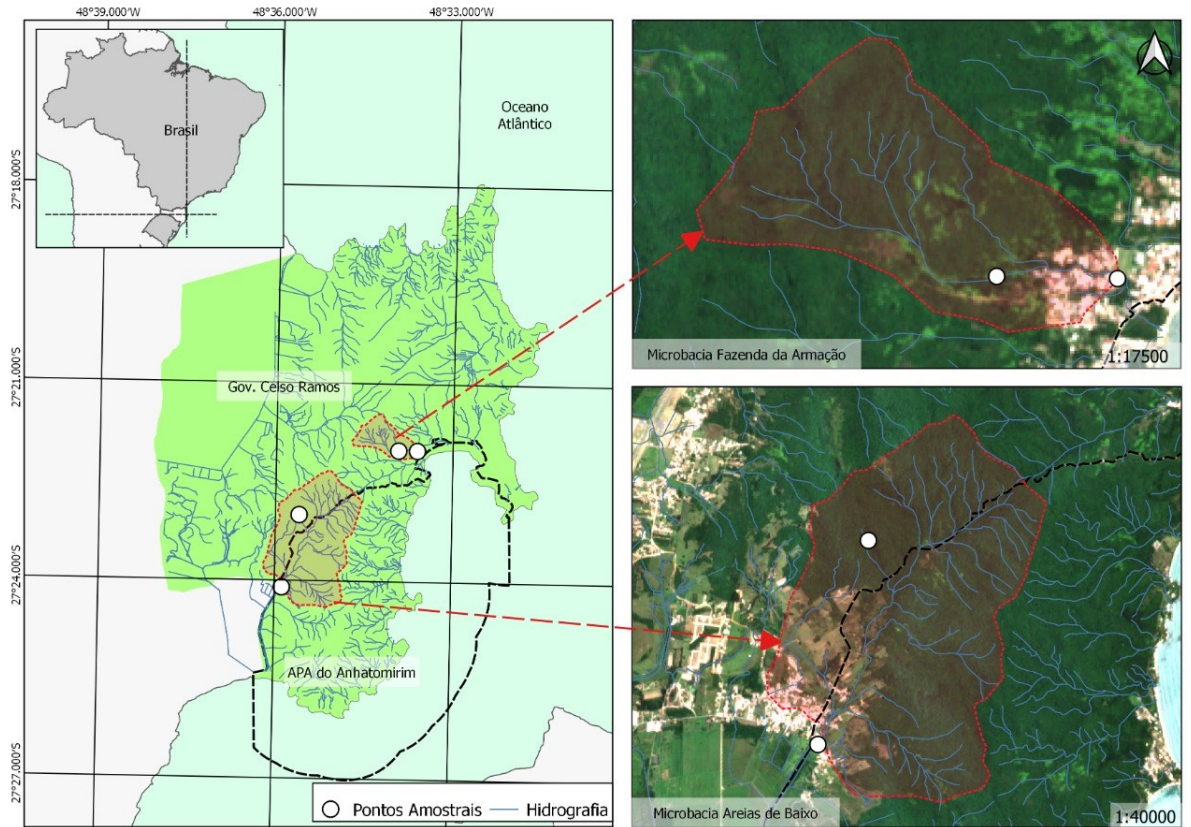 48°39.000'W
48°36.000'W
48°33.000'W
27°18.000'S
27°21.000'S
27°24.000'S
27°27.000'S
Brasil
Oceano
Atlântico
Gov. Celso Ramos
APA do Anhatomirim
Pontos Amostrais
Hidrografia
Microbacia Fazenda da Armação
1:17500
Microbacia Areias de Baixo
1:40000